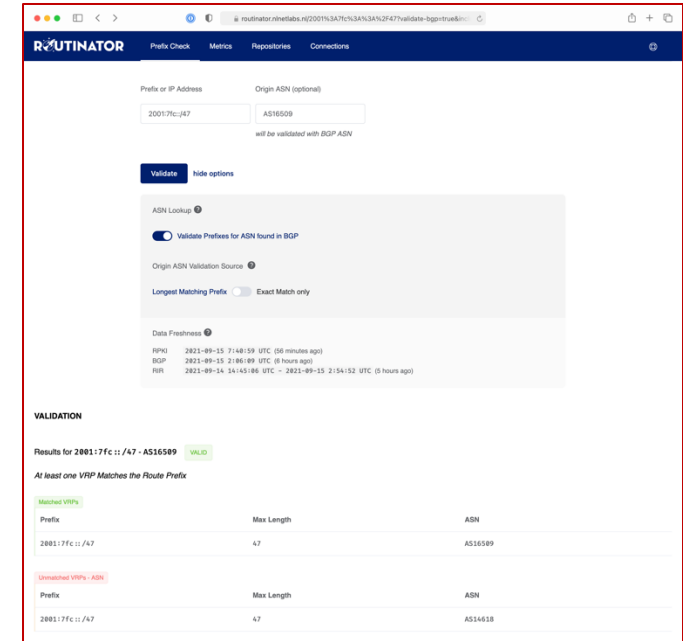 routinator.nlnetlabs.nl/2001%3A7fc%3A%3A%2F47?validate-bgp=true&incl
ROUTINATOR Prefix Check Metrics Repositories Connections
Prefix or IP Address Origin ASN (optional)
2001:7fc::/47 AS16509
will be validated with BGP ASN
Validate hide options
ASN Lookup ?
Validate Prefixes for ASN found in BGP
Origin ASN Validation Source ?
Longest Matching Prefix Exact Match only
Data Freshness ?
RPKI 2021-09-15 7:40:59 UTC (56 minutes ago)
BGP 2021-09-15 2:06:09 UTC (6 hours ago)
RIR 2021-09-14 14:45:06 UTC - 2021-09-15 2:54:52 UTC (5 hours ago)
VALIDATION
Results for 2001:7fc::/47 - AS16509 VALID
At least one VRP Matches the Route Prefix
Matched VRPs
Prefix Max Length ASN
2001:7fc::/47 47 AS16509
Unmatched VRPs - ASN
Prefix Max Length ASN
2001:7fc::/47 47 AS14618